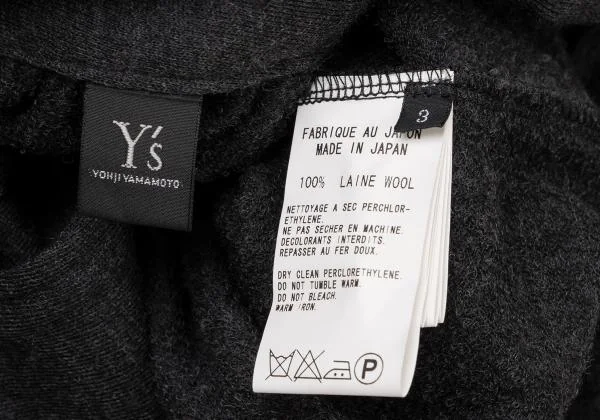 Y's
YOHJI YAMAMOTO
3
FABRIQUE AU JAPON
MADE IN JAPAN
100% LAINE WOOL
NETTOYAGE A SEC PERCHLOR-
ETHYLENE.
NE PAS SECHER EN MACHINE.
DECOLORANTS INTERDITS.
REPASSER AU FER DOUX.
DRY CLEAN PERCLORETHYLENE.
DO NOT TUMBLE WARM.
DO NOT BLEACH.
WARM IRON.
P